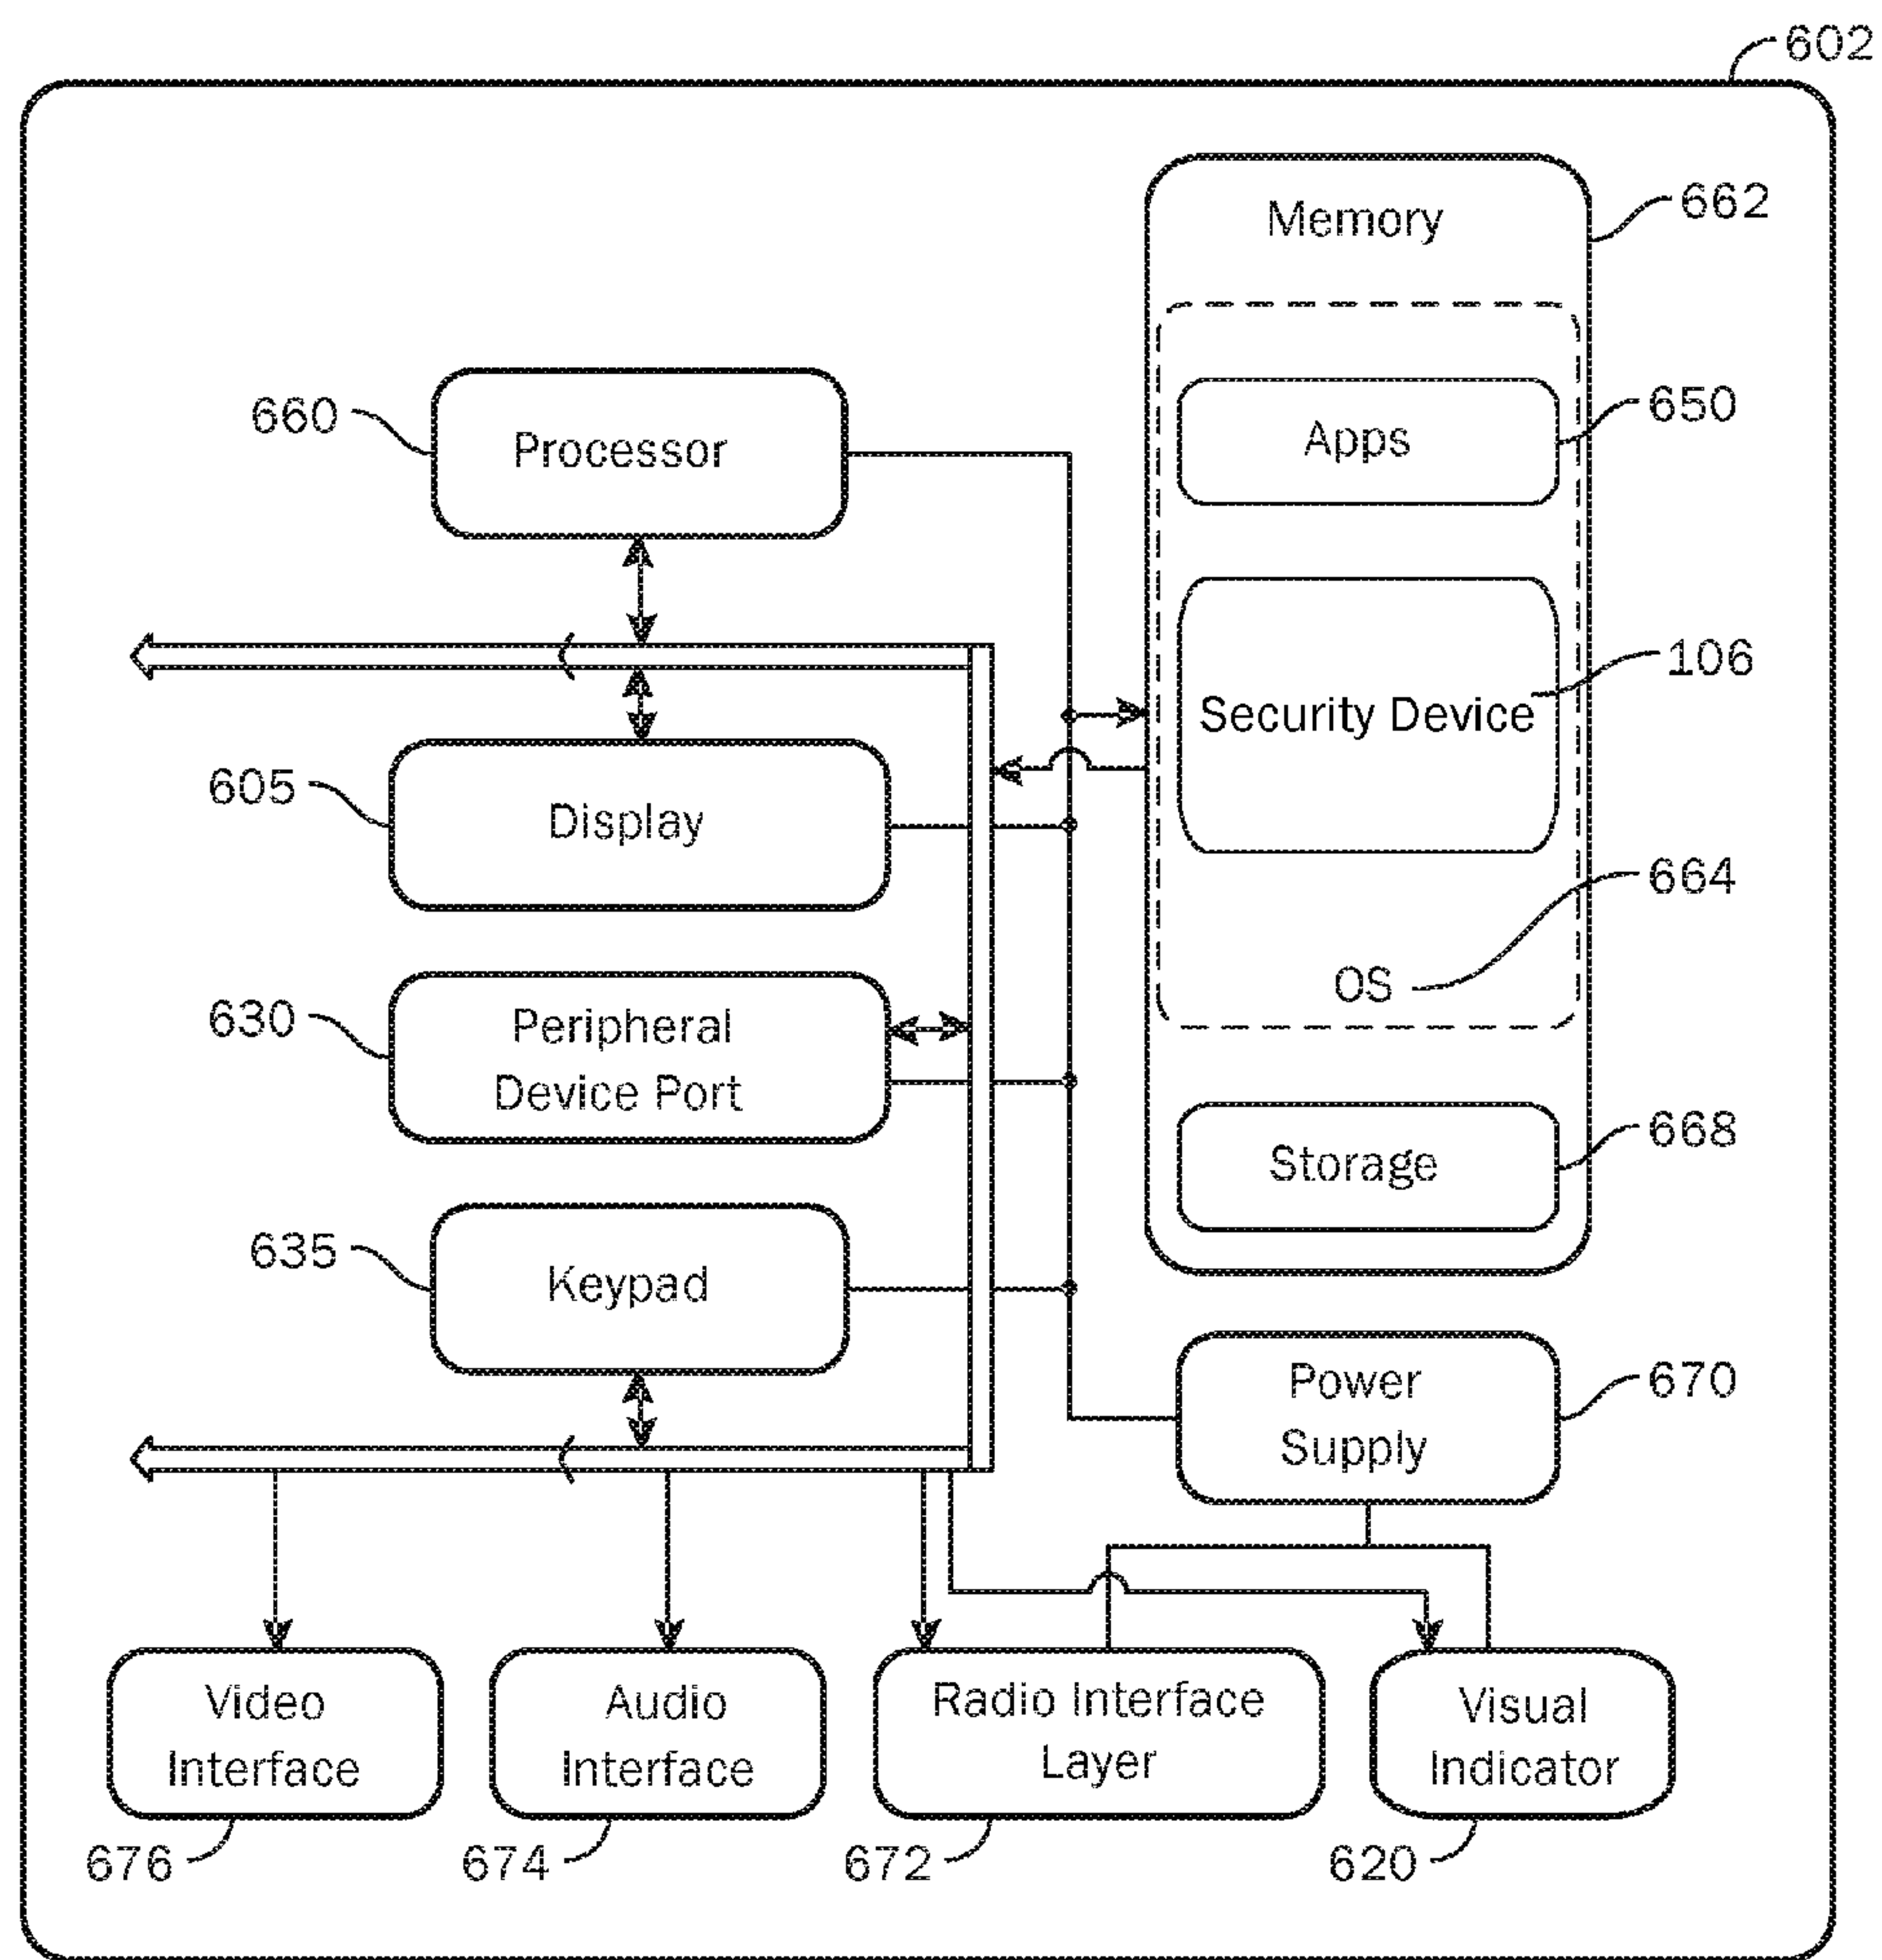 602
Memory
662
Apps
650
660
Processor
Security Device
106
605
Display
664
OS
630
Peripheral
Device Port
Storage
668
635
Keypad
Power
Supply
670
Video
Interface
Audio
Interface
Radio Interface
Layer
Visual
Indicator
676
674
672
620